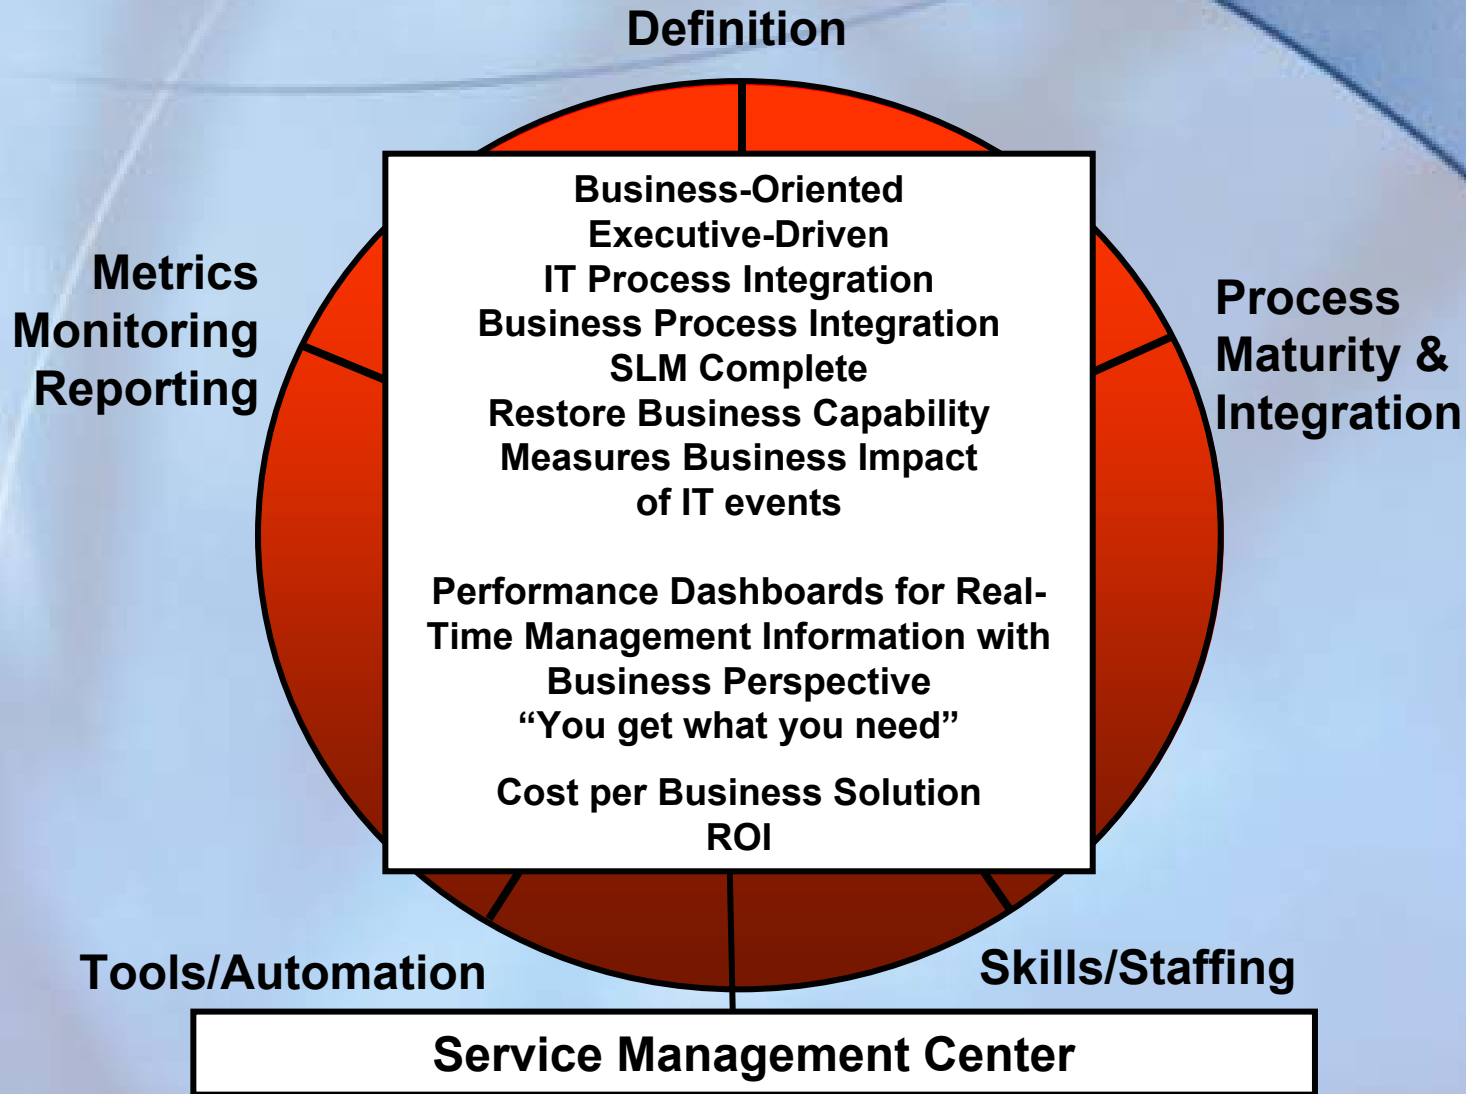 Definition
Business-Oriented
Executive-Driven
IT Process Integration
Business Process Integration
SLM Complete
Restore Business Capability
Measures Business Impact
of IT events
Performance Dashboards for Real-
Time Management Information with
Business Perspective
“You get what you need”
Cost per Business Solution
ROI
Metrics
Monitoring
Reporting
Process
Maturity &
Integration
Tools/Automation
Skills/Staffing
Service Management Center